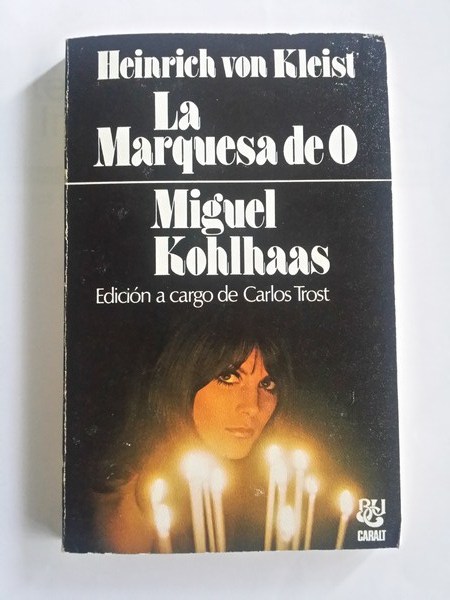 Heinrich von Kleist
La
Marquesa de O
Miguel
Kohlhaas
Edición a cargo de Carlos Trost
CARALT